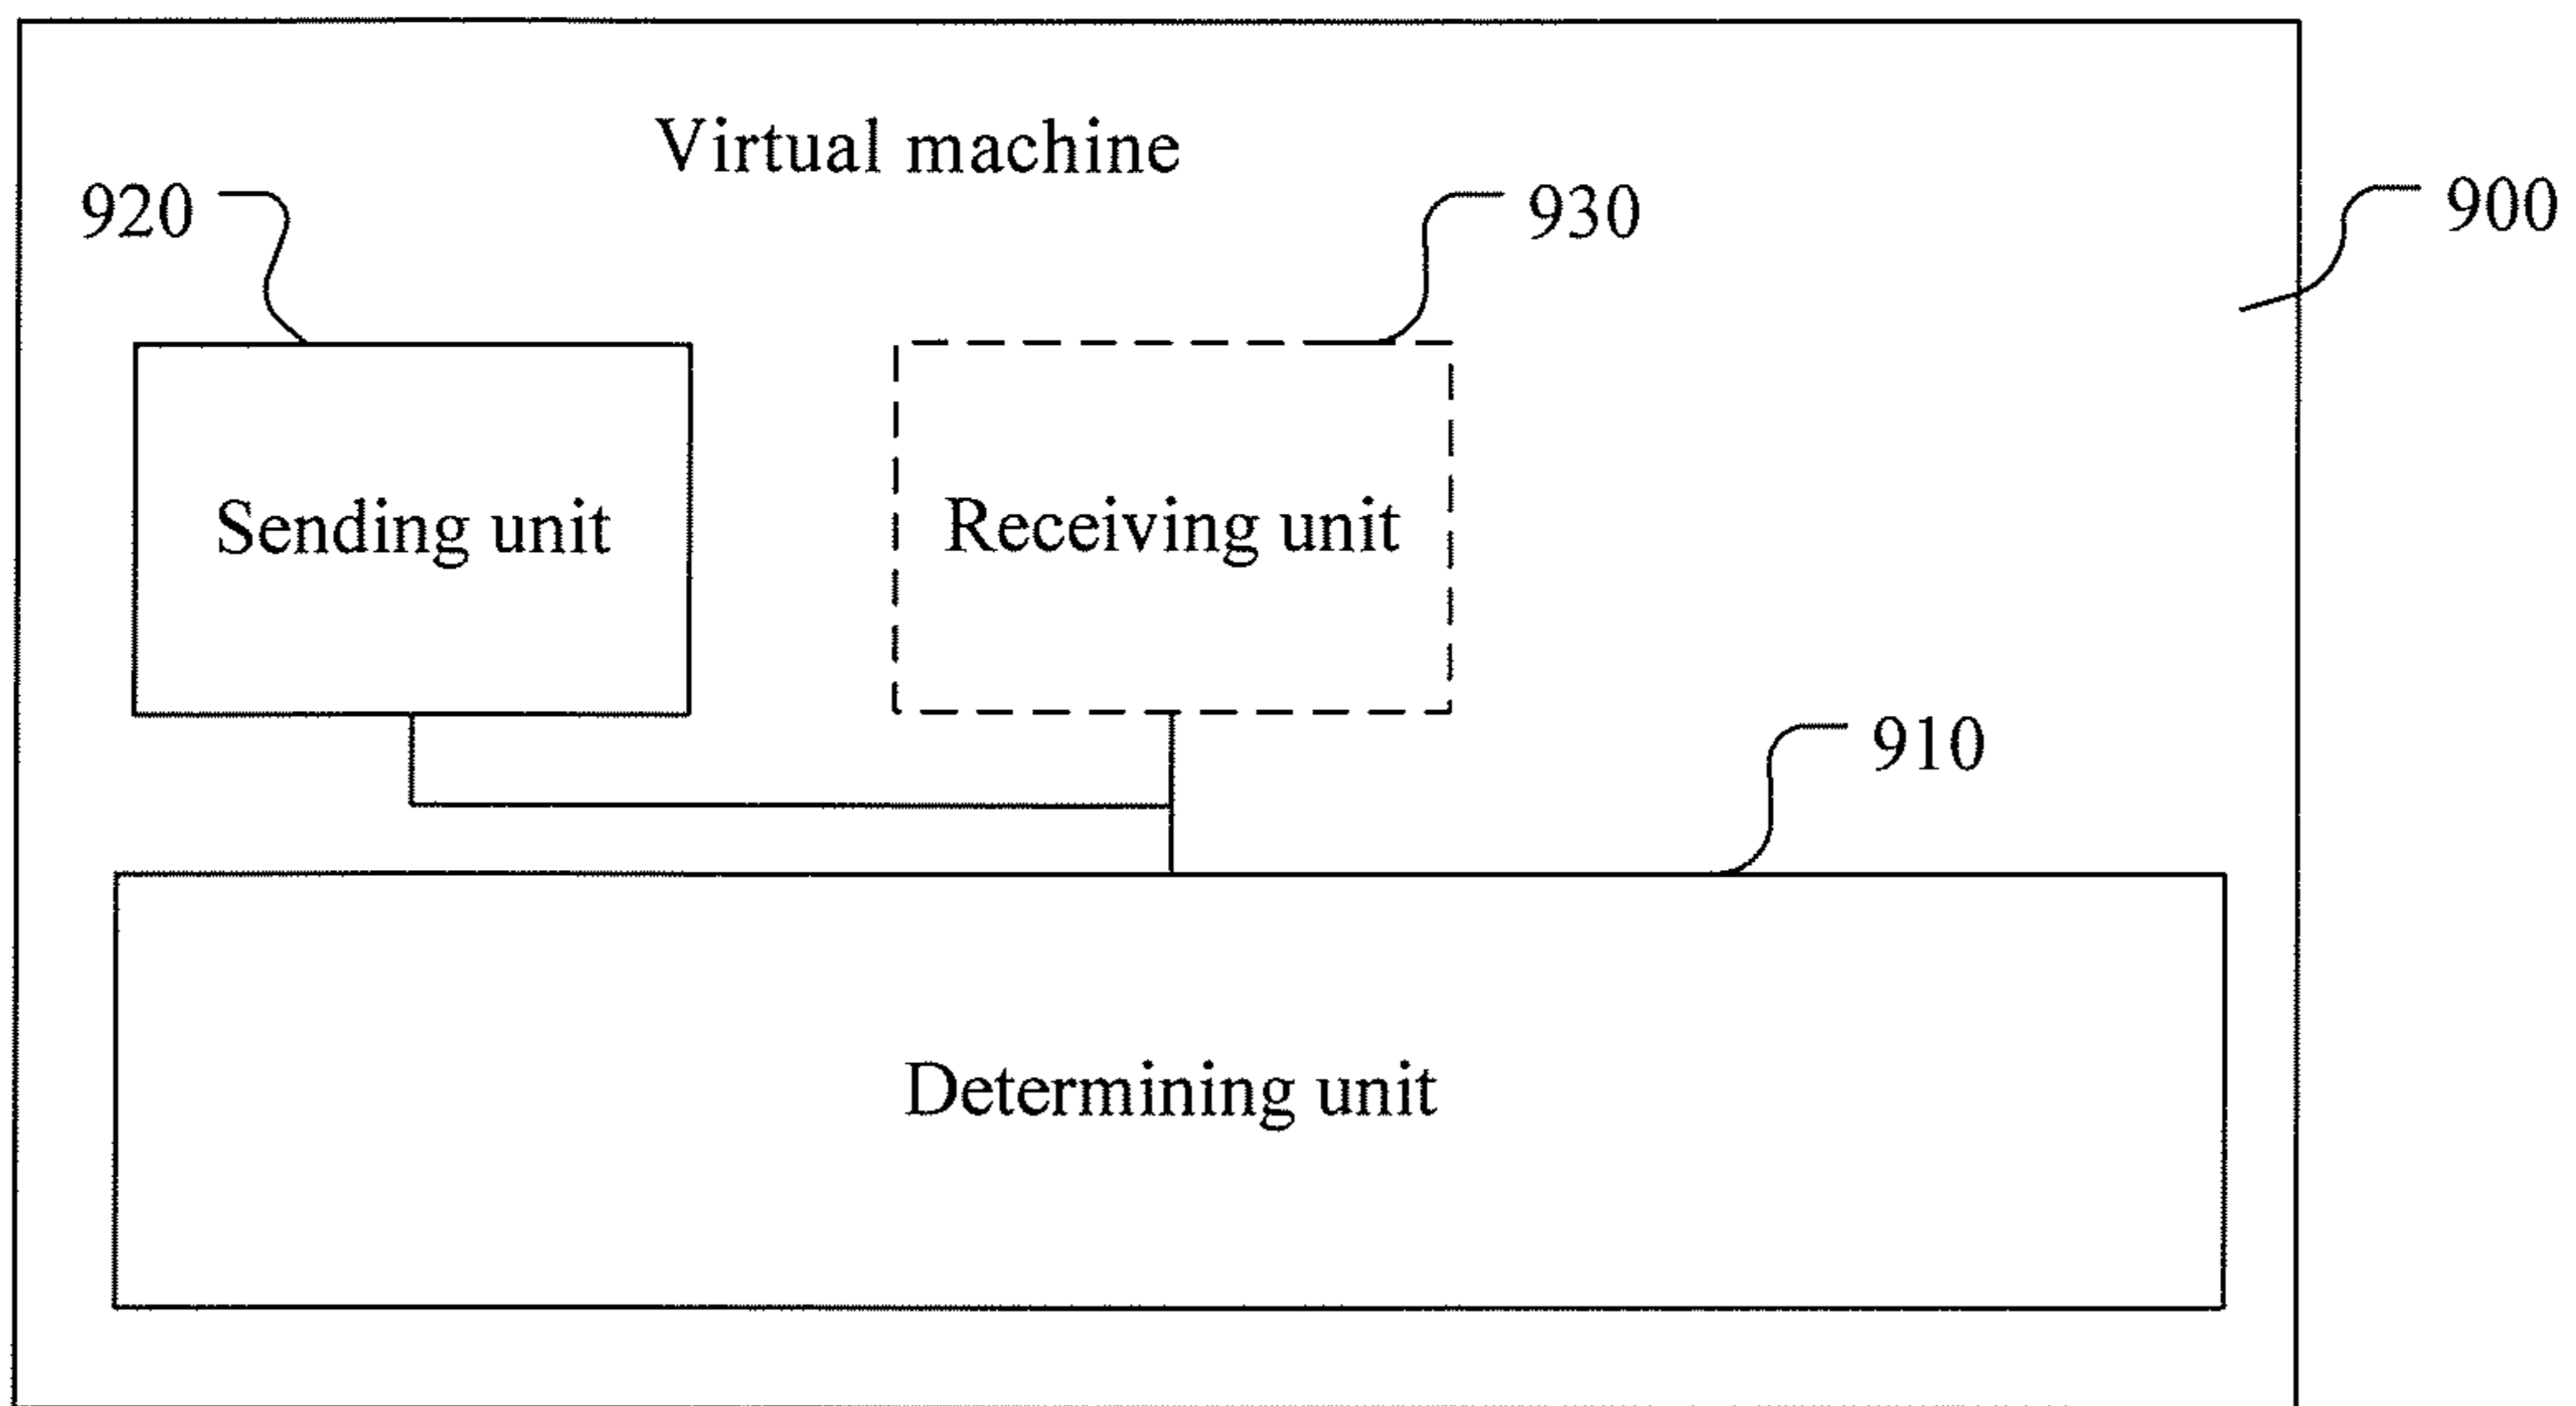 Virtual machine
920
930
900
Sending unit
Receiving unit
910
Determining unit